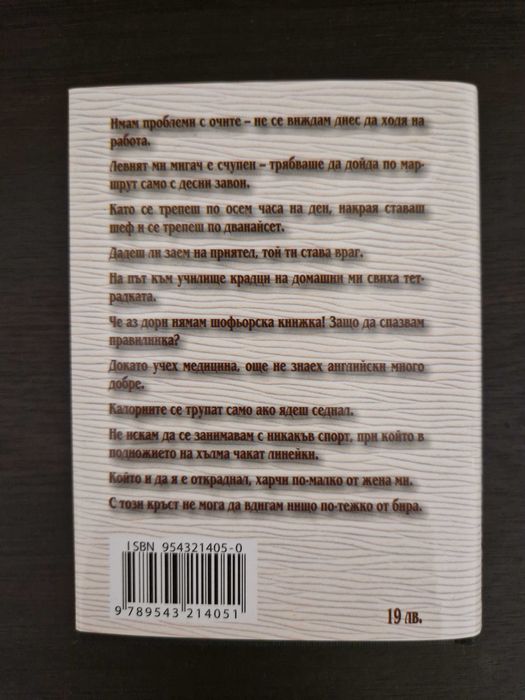 Имам проблеми с очите – не се виждам днес да ходя на
работа.
Левият ми мигач е счупен – трябваше да дойда по мар-
шрут само с десни завои.
Като се трепеш по осем часа на ден, накрая ставаш
шеф и се трепеш по дванайсет.
Дадеш ли заем на приятел, той ти става враг.
На път към училище крадци на домашни ми свиха тет-
радката.
Че аз дори нямам шофьорска книжка! Защо да спазвам
правилника?
Докато учех медицина, още не знаех английски много
добре.
Калориите се трупат само ако ядеш седнал.
Не искам да се занимавам с никакъв спорт, при който в
подножието на хълма чакат линейки.
Който и да я е откраднал, харчи по-малко от жена ми.
С този кръст не мога да вдигам нищо по-тежко от бира.
ISBN 954321405-0
9 789543 214051
19 лв.